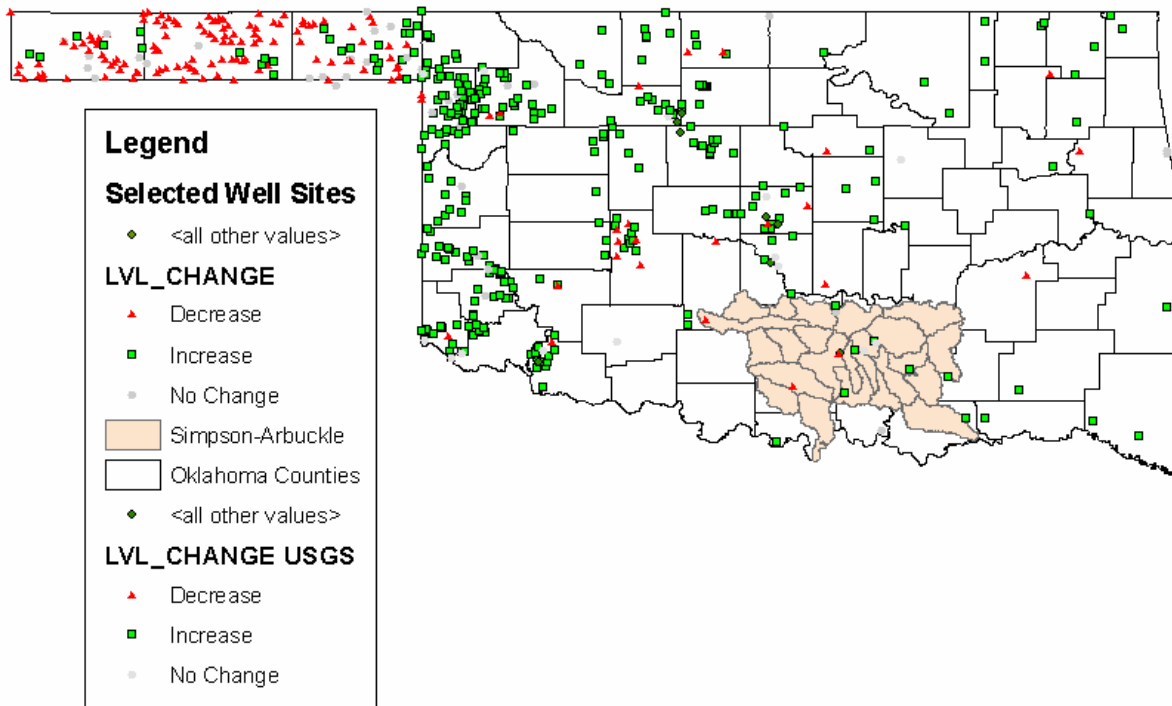 Legend
Selected Well Sites
<all other values>
LVL_CHANGE
Decrease
Increase
No Change
Simpson-Arbuckle
Oklahoma Counties
<all other values>
LVL_CHANGE USGS
Decrease
Increase
No Change